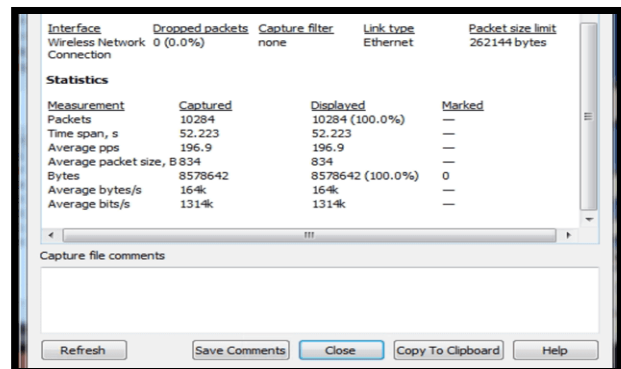 Interface Dropped packets Capture filter Link type Packet size limit
Wireless Network 0 (0.0%) none Ethernet 262144 bytes
Connection
Statistics
Measurement Captured Displayed Marked
Packets 10284 10284 (100.0%) —
Time span, s 52.223 52.223 —
Average pps 196.9 196.9 —
Average packet size, B 834 834 —
Bytes 8578642 8578642 (100.0%) 0
Average bytes/s 164k 164k —
Average bits/s 1314k 1314k —
Capture file comments
Refresh Save Comments Close Copy To Clipboard Help